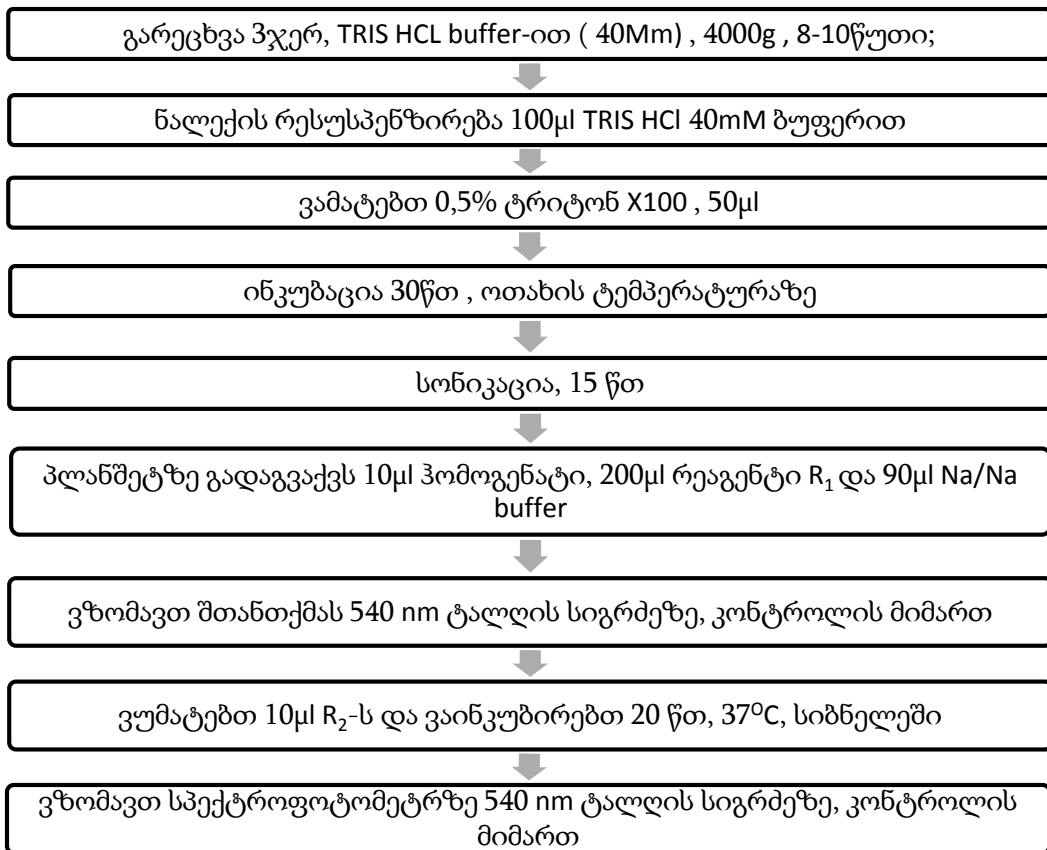 გარეცხვა 3ჯერ, TRIS HCL buffer-ით ( 40Mm) , 4000g , 8-10წუთი;
ნალექის რესუსპენზირება 100µl TRIS HCl 40mM ბუფერით
ვამატებთ 0,5% ტრიტონ X100 , 50µl
ინკუბაცია 30წთ , ოთახის ტემპერატურაზე
სონიკაცია, 15 წთ
პლანშეტზე გადაგვაქვს 10µl ჰომოგენატი, 200µl რეაგენტი R₁ და 90µl Na/Na
buffer
ვზომავთ შთანთქმას 540 nm ტალღის სიგრძეზე, კონტროლის მიმართ
ვუმატებთ 10µl R₂-ს და ვაინკუბირებთ 20 წთ, 37⁰C, სიბნელეში
ვზომავთ სპექტროფოტომეტრზე 540 nm ტალღის სიგრძეზე, კონტროლის
მიმართ